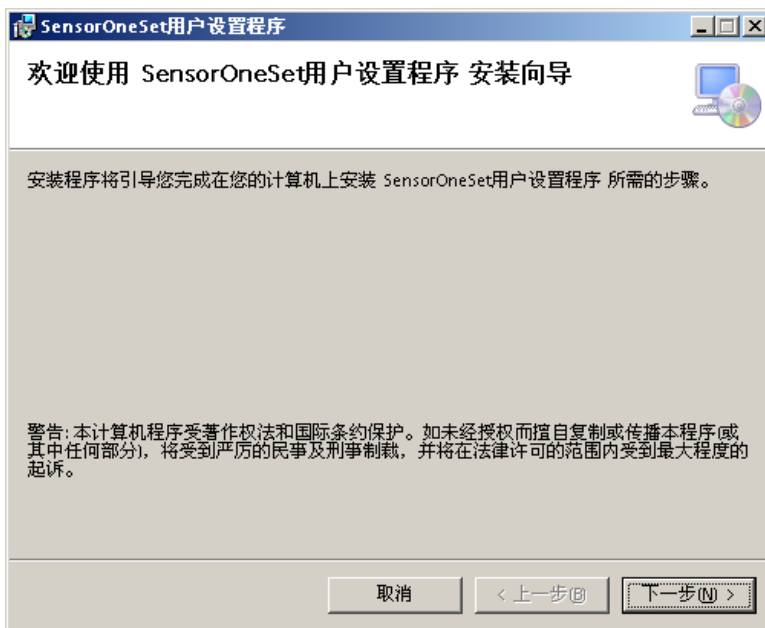 SensorOneSet用户设置程序
欢迎使用 SensorOneSet用户设置程序 安装向导
安装程序将引导您完成在您的计算机上安装 SensorOneSet用户设置程序 所需的步骤。
警告:本计算机程序受著作权法和国际条约保护。如未经授权而擅自复制或传播本程序(或
其中任何部分)，将受到严厉的民事及刑事制裁，并将在法律许可的范围内受到最大程度的
起诉。
取消
< 上一步(B)
下一步(N) >